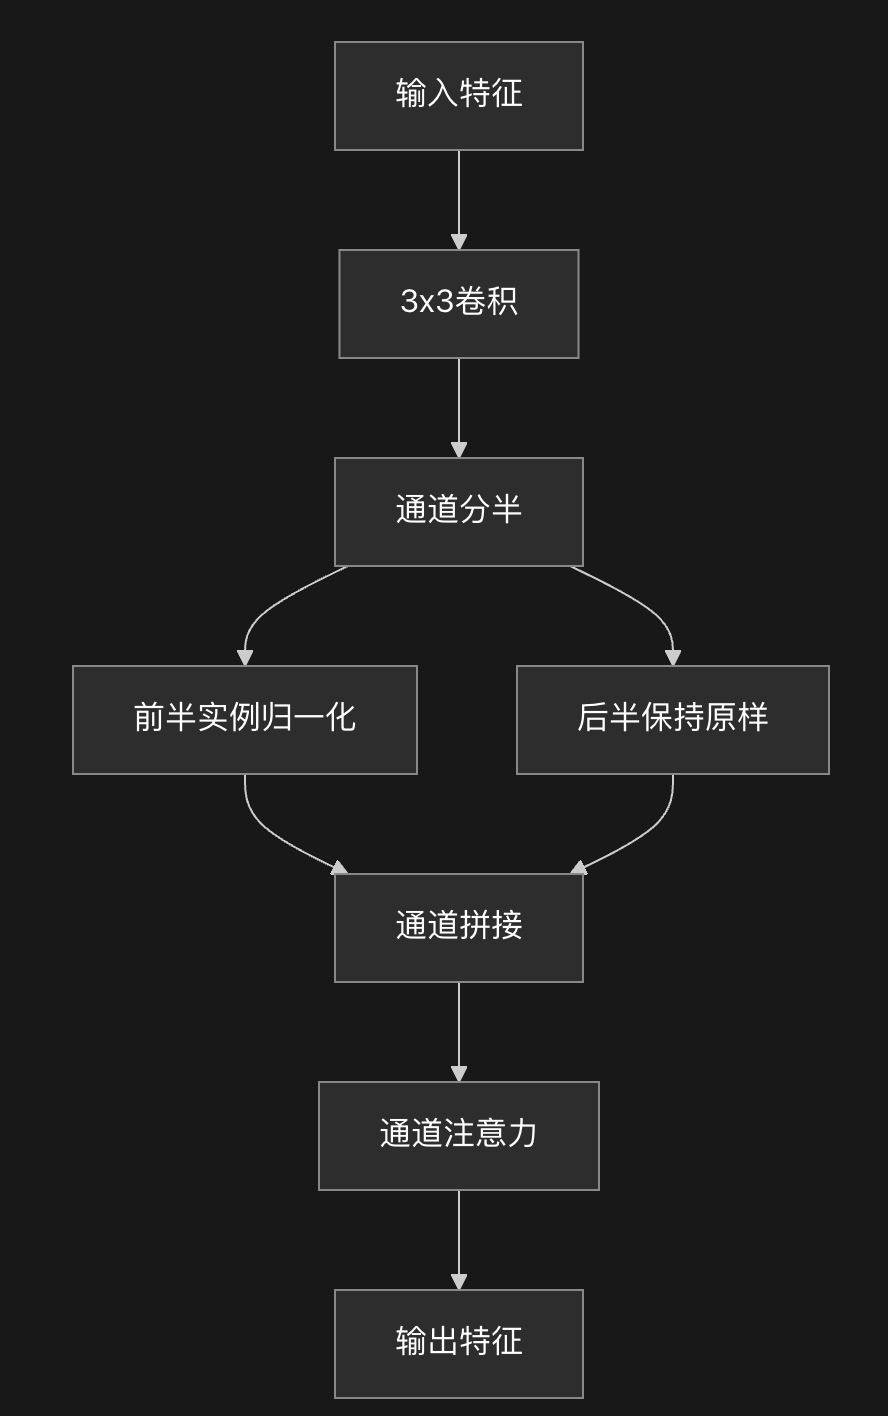 输入特征
3x3卷积
通道分半
前半实例归一化
后半保持原样
通道拼接
通道注意力
输出特征